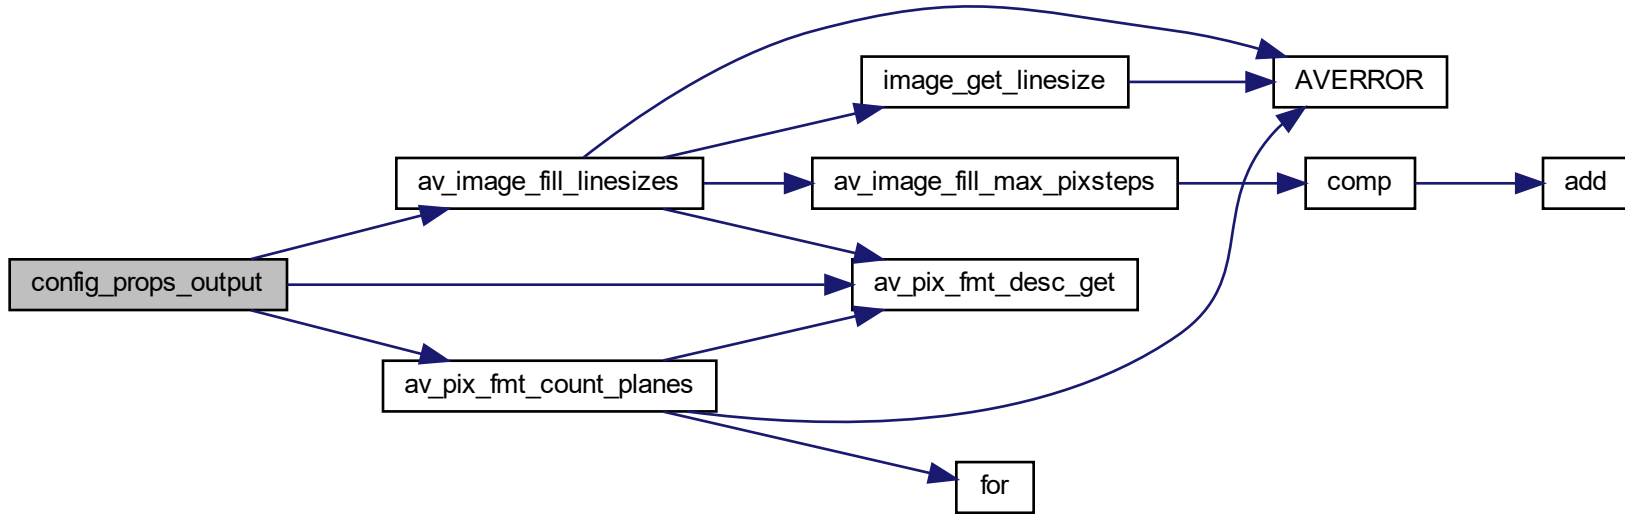 image_get_linesize
AVERROR
av_image_fill_linesizes
av_image_fill_max_pixsteps
comp
add
config_props_output
av_pix_fmt_desc_get
av_pix_fmt_count_planes
for